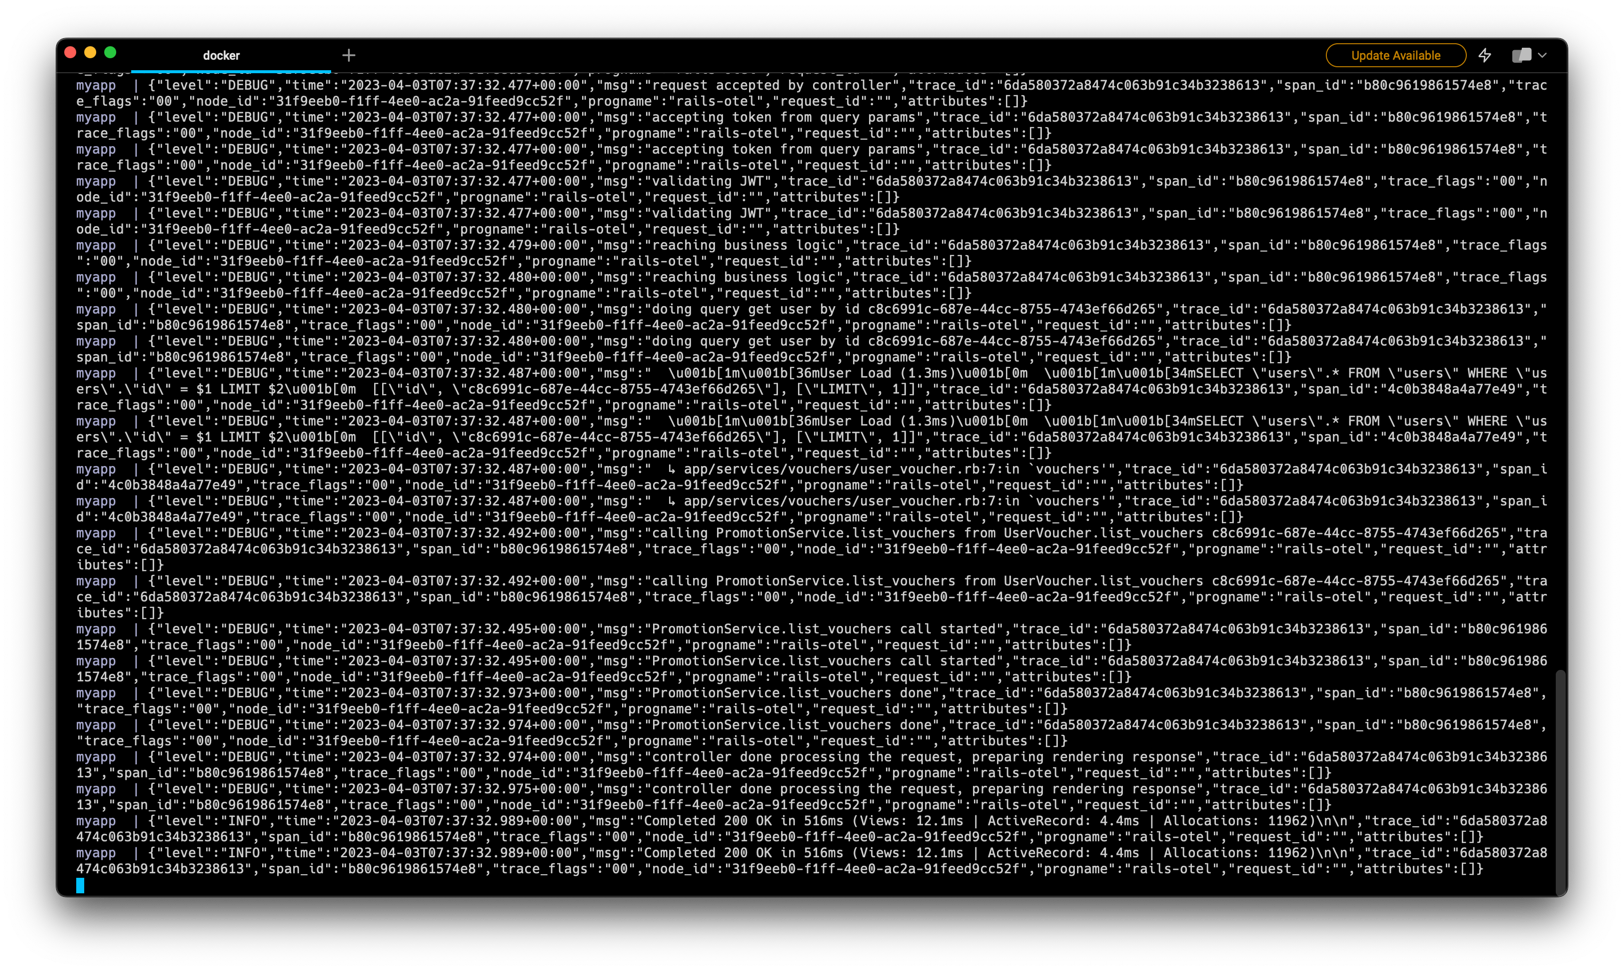 docker
Update Available
myapp  | {"level":"DEBUG","time":"2023-04-03T07:37:32.477+00:00","msg":"request accepted by controller","trace_id":"6da580372a8474c063b91c34b3238613","span_id":"b80c9619861574e8","trac
e_flags":"00","node_id":"31f9eeb0-f1ff-4ee0-ac2a-91feed9cc52f","progname":"rails-otel","request_id":"","attributes":[]}
myapp  | {"level":"DEBUG","time":"2023-04-03T07:37:32.477+00:00","msg":"accepting token from query params","trace_id":"6da580372a8474c063b91c34b3238613","span_id":"b80c9619861574e8","t
race_flags":"00","node_id":"31f9eeb0-f1ff-4ee0-ac2a-91feed9cc52f","progname":"rails-otel","request_id":"","attributes":[]}
myapp  | {"level":"DEBUG","time":"2023-04-03T07:37:32.477+00:00","msg":"accepting token from query params","trace_id":"6da580372a8474c063b91c34b3238613","span_id":"b80c9619861574e8","t
race_flags":"00","node_id":"31f9eeb0-f1ff-4ee0-ac2a-91feed9cc52f","progname":"rails-otel","request_id":"","attributes":[]}
myapp  | {"level":"DEBUG","time":"2023-04-03T07:37:32.477+00:00","msg":"validating JWT","trace_id":"6da580372a8474c063b91c34b3238613","span_id":"b80c9619861574e8","trace_flags":"00","n
ode_id":"31f9eeb0-f1ff-4ee0-ac2a-91feed9cc52f","progname":"rails-otel","request_id":"","attributes":[]}
myapp  | {"level":"DEBUG","time":"2023-04-03T07:37:32.477+00:00","msg":"validating JWT","trace_id":"6da580372a8474c063b91c34b3238613","span_id":"b80c9619861574e8","trace_flags":"00","n
ode_id":"31f9eeb0-f1ff-4ee0-ac2a-91feed9cc52f","progname":"rails-otel","request_id":"","attributes":[]}
myapp  | {"level":"DEBUG","time":"2023-04-03T07:37:32.479+00:00","msg":"reaching business logic","trace_id":"6da580372a8474c063b91c34b3238613","span_id":"b80c9619861574e8","trace_flags
":"00","node_id":"31f9eeb0-f1ff-4ee0-ac2a-91feed9cc52f","progname":"rails-otel","request_id":"","attributes":[]}
myapp  | {"level":"DEBUG","time":"2023-04-03T07:37:32.480+00:00","msg":"reaching business logic","trace_id":"6da580372a8474c063b91c34b3238613","span_id":"b80c9619861574e8","trace_flags
":"00","node_id":"31f9eeb0-f1ff-4ee0-ac2a-91feed9cc52f","progname":"rails-otel","request_id":"","attributes":[]}
myapp  | {"level":"DEBUG","time":"2023-04-03T07:37:32.480+00:00","msg":"doing query get user by id c8c6991c-687e-44cc-8755-4743ef66d265","trace_id":"6da580372a8474c063b91c34b3238613","
span_id":"b80c9619861574e8","trace_flags":"00","node_id":"31f9eeb0-f1ff-4ee0-ac2a-91feed9cc52f","progname":"rails-otel","request_id":"","attributes":[]}
myapp  | {"level":"DEBUG","time":"2023-04-03T07:37:32.480+00:00","msg":"doing query get user by id c8c6991c-687e-44cc-8755-4743ef66d265","trace_id":"6da580372a8474c063b91c34b3238613","
span_id":"b80c9619861574e8","trace_flags":"00","node_id":"31f9eeb0-f1ff-4ee0-ac2a-91feed9cc52f","progname":"rails-otel","request_id":"","attributes":[]}
myapp  | {"level":"DEBUG","time":"2023-04-03T07:37:32.487+00:00","msg":"  \u001b[1m\u001b[36mUser Load (1.3ms)\u001b[0m  \u001b[1m\u001b[34mSELECT \"users\".* FROM \"users\" WHERE \"us
ers\".\"id\" = $1 LIMIT $2\u001b[0m  [[\"id\", \"c8c6991c-687e-44cc-8755-4743ef66d265\"], [\"LIMIT\", 1]]","trace_id":"6da580372a8474c063b91c34b3238613","span_id":"4c0b3848a4a77e49","t
race_flags":"00","node_id":"31f9eeb0-f1ff-4ee0-ac2a-91feed9cc52f","progname":"rails-otel","request_id":"","attributes":[]}
myapp  | {"level":"DEBUG","time":"2023-04-03T07:37:32.487+00:00","msg":"  \u001b[1m\u001b[36mUser Load (1.3ms)\u001b[0m  \u001b[1m\u001b[34mSELECT \"users\".* FROM \"users\" WHERE \"us
ers\".\"id\" = $1 LIMIT $2\u001b[0m  [[\"id\", \"c8c6991c-687e-44cc-8755-4743ef66d265\"], [\"LIMIT\", 1]]","trace_id":"6da580372a8474c063b91c34b3238613","span_id":"4c0b3848a4a77e49","t
race_flags":"00","node_id":"31f9eeb0-f1ff-4ee0-ac2a-91feed9cc52f","progname":"rails-otel","request_id":"","attributes":[]}
myapp  | {"level":"DEBUG","time":"2023-04-03T07:37:32.487+00:00","msg":"  ↳ app/services/vouchers/user_voucher.rb:7:in `vouchers'","trace_id":"6da580372a8474c063b91c34b3238613","span_i
d":"4c0b3848a4a77e49","trace_flags":"00","node_id":"31f9eeb0-f1ff-4ee0-ac2a-91feed9cc52f","progname":"rails-otel","request_id":"","attributes":[]}
myapp  | {"level":"DEBUG","time":"2023-04-03T07:37:32.487+00:00","msg":"  ↳ app/services/vouchers/user_voucher.rb:7:in `vouchers'","trace_id":"6da580372a8474c063b91c34b3238613","span_i
d":"4c0b3848a4a77e49","trace_flags":"00","node_id":"31f9eeb0-f1ff-4ee0-ac2a-91feed9cc52f","progname":"rails-otel","request_id":"","attributes":[]}
myapp  | {"level":"DEBUG","time":"2023-04-03T07:37:32.492+00:00","msg":"calling PromotionService.list_vouchers from UserVoucher.list_vouchers c8c6991c-687e-44cc-8755-4743ef66d265","tra
ce_id":"6da580372a8474c063b91c34b3238613","span_id":"b80c9619861574e8","trace_flags":"00","node_id":"31f9eeb0-f1ff-4ee0-ac2a-91feed9cc52f","progname":"rails-otel","request_id":"","attr
ibutes":[]}
myapp  | {"level":"DEBUG","time":"2023-04-03T07:37:32.492+00:00","msg":"calling PromotionService.list_vouchers from UserVoucher.list_vouchers c8c6991c-687e-44cc-8755-4743ef66d265","tra
ce_id":"6da580372a8474c063b91c34b3238613","span_id":"b80c9619861574e8","trace_flags":"00","node_id":"31f9eeb0-f1ff-4ee0-ac2a-91feed9cc52f","progname":"rails-otel","request_id":"","attr
ibutes":[]}
myapp  | {"level":"DEBUG","time":"2023-04-03T07:37:32.495+00:00","msg":"PromotionService.list_vouchers call started","trace_id":"6da580372a8474c063b91c34b3238613","span_id":"b80c961986
1574e8","trace_flags":"00","node_id":"31f9eeb0-f1ff-4ee0-ac2a-91feed9cc52f","progname":"rails-otel","request_id":"","attributes":[]}
myapp  | {"level":"DEBUG","time":"2023-04-03T07:37:32.495+00:00","msg":"PromotionService.list_vouchers call started","trace_id":"6da580372a8474c063b91c34b3238613","span_id":"b80c961986
1574e8","trace_flags":"00","node_id":"31f9eeb0-f1ff-4ee0-ac2a-91feed9cc52f","progname":"rails-otel","request_id":"","attributes":[]}
myapp  | {"level":"DEBUG","time":"2023-04-03T07:37:32.973+00:00","msg":"PromotionService.list_vouchers done","trace_id":"6da580372a8474c063b91c34b3238613","span_id":"b80c9619861574e8",
"trace_flags":"00","node_id":"31f9eeb0-f1ff-4ee0-ac2a-91feed9cc52f","progname":"rails-otel","request_id":"","attributes":[]}
myapp  | {"level":"DEBUG","time":"2023-04-03T07:37:32.974+00:00","msg":"PromotionService.list_vouchers done","trace_id":"6da580372a8474c063b91c34b3238613","span_id":"b80c9619861574e8",
"trace_flags":"00","node_id":"31f9eeb0-f1ff-4ee0-ac2a-91feed9cc52f","progname":"rails-otel","request_id":"","attributes":[]}
myapp  | {"level":"DEBUG","time":"2023-04-03T07:37:32.974+00:00","msg":"controller done processing the request, preparing rendering response","trace_id":"6da580372a8474c063b91c34b32386
13","span_id":"b80c9619861574e8","trace_flags":"00","node_id":"31f9eeb0-f1ff-4ee0-ac2a-91feed9cc52f","progname":"rails-otel","request_id":"","attributes":[]}
myapp  | {"level":"DEBUG","time":"2023-04-03T07:37:32.975+00:00","msg":"controller done processing the request, preparing rendering response","trace_id":"6da580372a8474c063b91c34b32386
13","span_id":"b80c9619861574e8","trace_flags":"00","node_id":"31f9eeb0-f1ff-4ee0-ac2a-91feed9cc52f","progname":"rails-otel","request_id":"","attributes":[]}
myapp  | {"level":"INFO","time":"2023-04-03T07:37:32.989+00:00","msg":"Completed 200 OK in 516ms (Views: 12.1ms | ActiveRecord: 4.4ms | Allocations: 11962)\n\n","trace_id":"6da580372a8
474c063b91c34b3238613","span_id":"b80c9619861574e8","trace_flags":"00","node_id":"31f9eeb0-f1ff-4ee0-ac2a-91feed9cc52f","progname":"rails-otel","request_id":"","attributes":[]}
myapp  | {"level":"INFO","time":"2023-04-03T07:37:32.989+00:00","msg":"Completed 200 OK in 516ms (Views: 12.1ms | ActiveRecord: 4.4ms | Allocations: 11962)\n\n","trace_id":"6da580372a8
474c063b91c34b3238613","span_id":"b80c9619861574e8","trace_flags":"00","node_id":"31f9eeb0-f1ff-4ee0-ac2a-91feed9cc52f","progname":"rails-otel","request_id":"","attributes":[]}